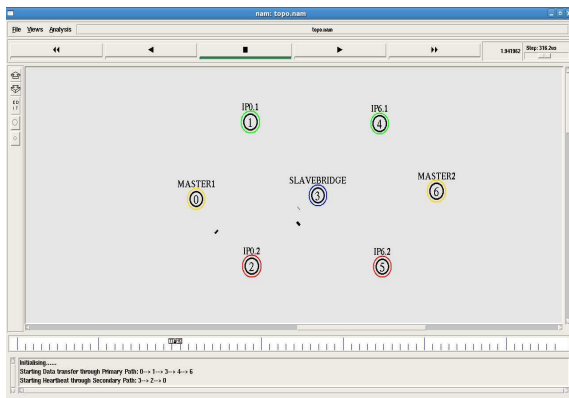 nam: topo.nam
File Views Analysis topo.nam
1.941962 Step: 316.2us
IP0.1
1
IP6.1
4
MASTER1
0
SLAVEBRIDGE
3
MASTER2
6
IP0.2
2
IP6.2
5
Initialising......
Starting Data transfer through Primary Path: 0--> 1--> 3--> 4--> 6
Starting Heartbeat through Secondary Path: 3--> 2--> 0